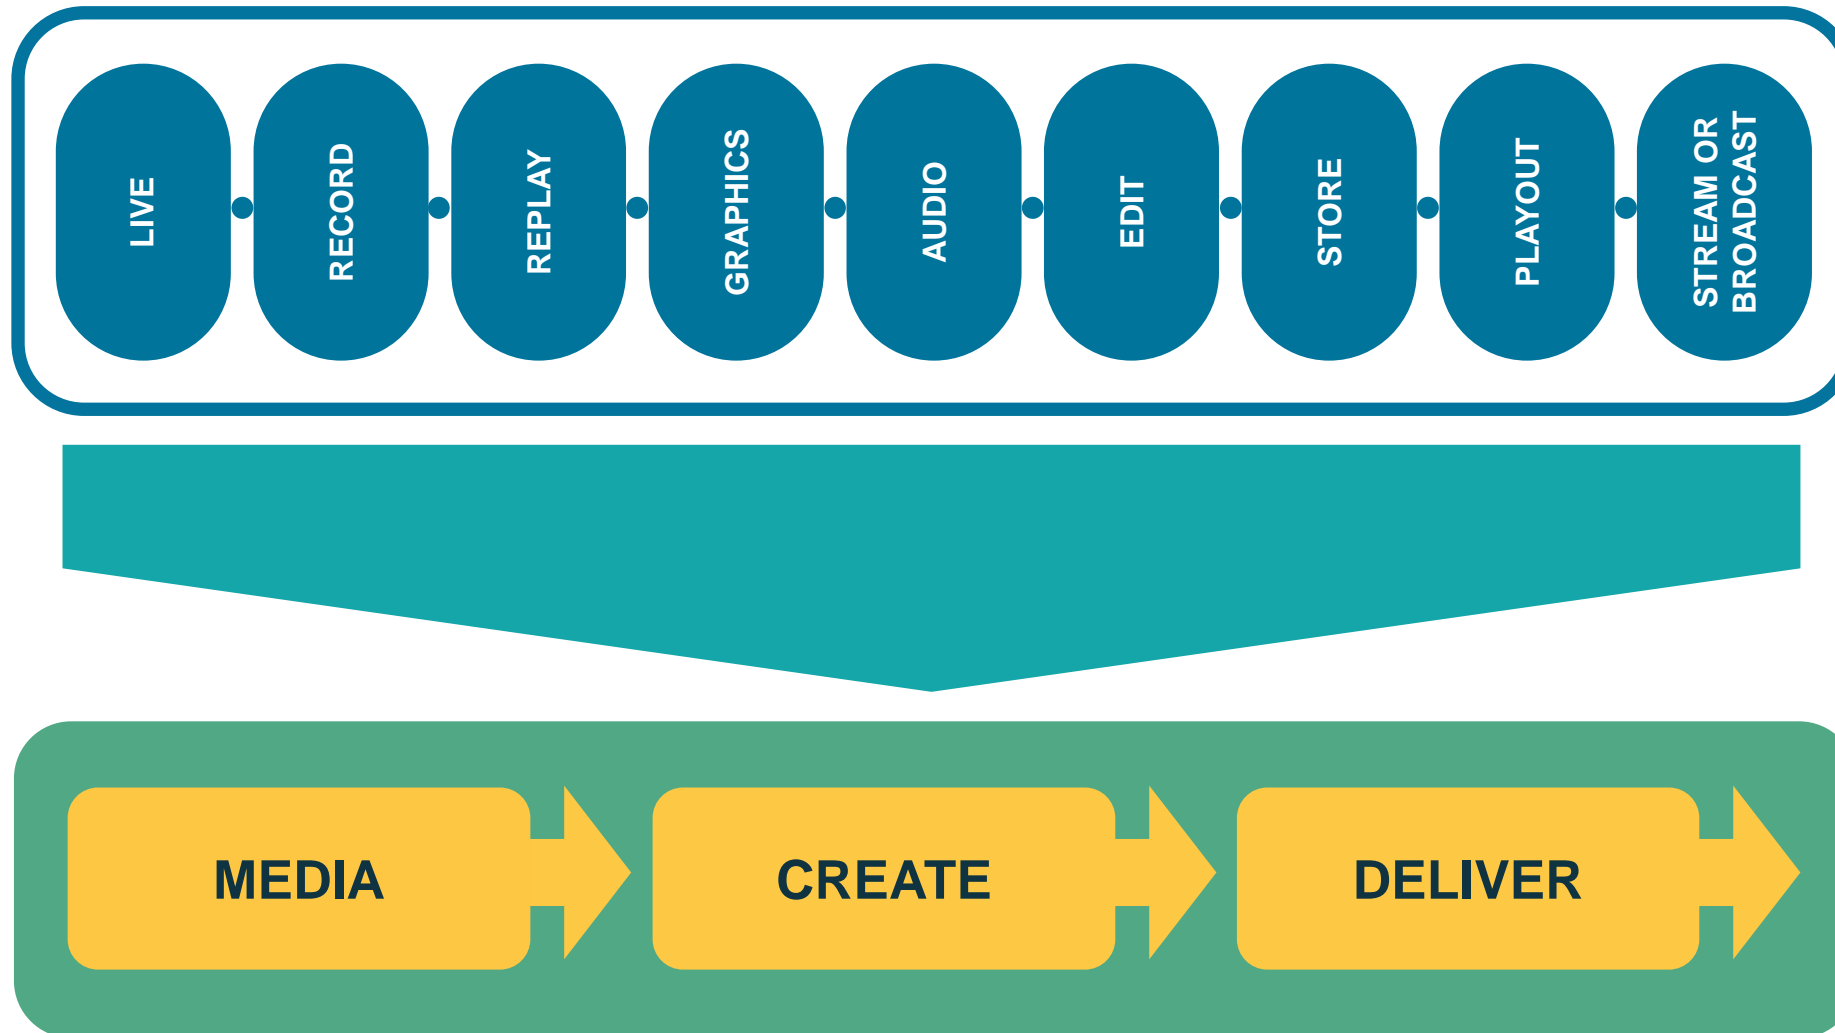 LIVE
RECORD
REPLAY
GRAPHICS
AUDIO
EDIT
STORE
PLAYOUT
STREAM OR
BROADCAST
MEDIA
CREATE
DELIVER